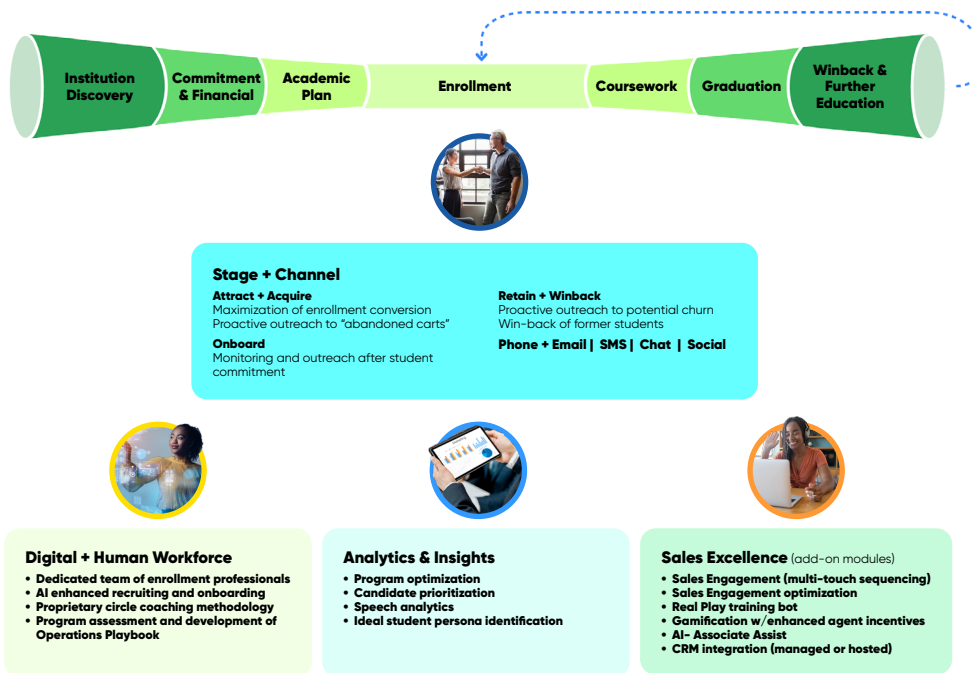 Institution
Discovery
Commitment
& Financial
Academic
Plan
Enrollment
Coursework
Graduation
Winback &
Further
Education
Stage + Channel
Attract + Acquire
Maximization of enrollment conversion
Proactive outreach to “abandoned carts”
Onboard
Monitoring and outreach after student
commitment
Retain + Winback
Proactive outreach to potential churn
Win-back of former students
Phone + Email | SMS | Chat | Social
Digital + Human Workforce
• Dedicated team of enrollment professionals
• AI enhanced recruiting and onboarding
• Proprietary circle coaching methodology
• Program assessment and development of
Operations Playbook
Analytics & Insights
• Program optimization
• Candidate prioritization
• Speech analytics
• Ideal student persona identification
Sales Excellence (add-on modules)
• Sales Engagement (multi-touch sequencing)
• Sales Engagement optimization
• Real Play training bot
• Gamification w/enhanced agent incentives
• AI- Associate Assist
• CRM integration (managed or hosted)